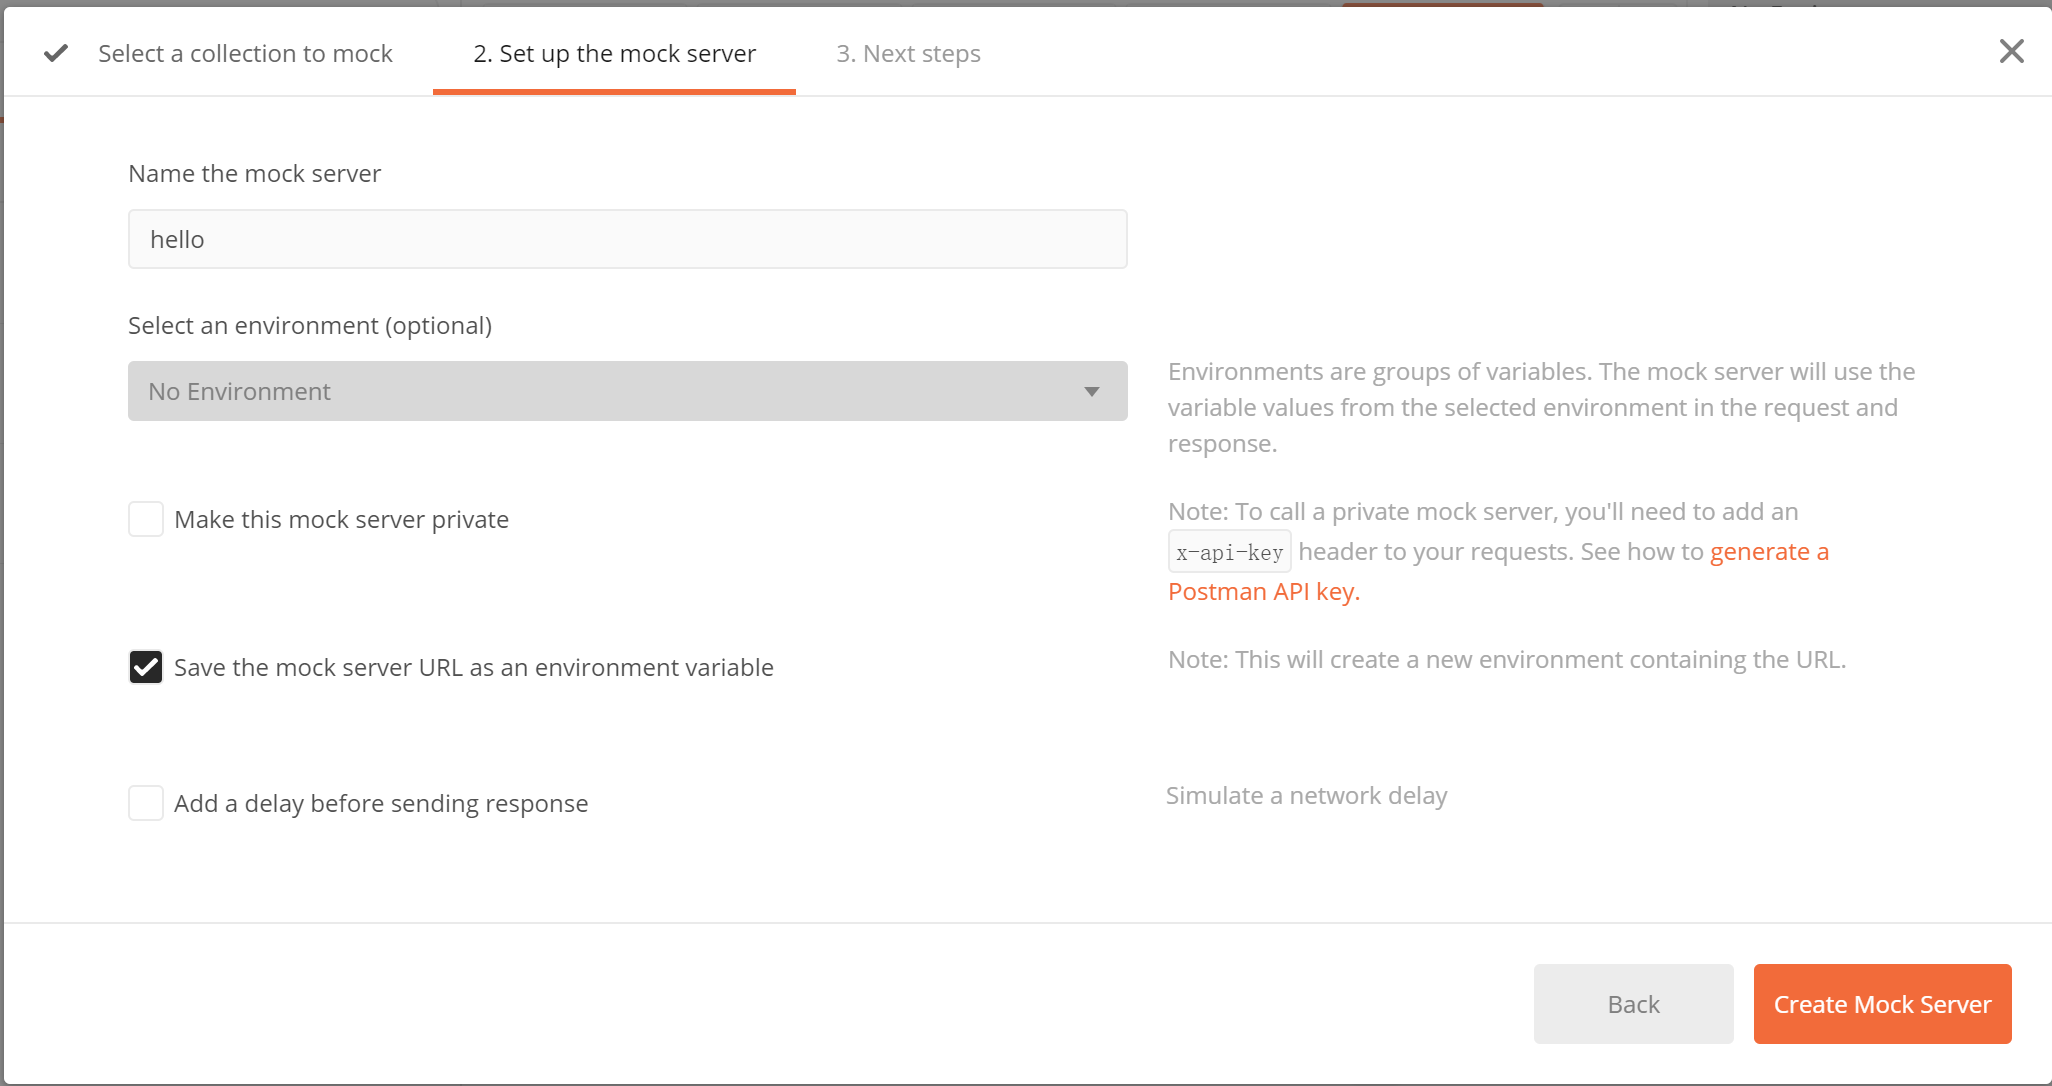 Select a collection to mock
2. Set up the mock server
3. Next steps
Name the mock server
hello
Select an environment (optional)
No Environment
Environments are groups of variables. The mock server will use the
variable values from the selected environment in the request and
response.
Make this mock server private
Note: To call a private mock server, you'll need to add an
x-api-key header to your requests. See how to generate a
Postman API key.
Save the mock server URL as an environment variable
Note: This will create a new environment containing the URL.
Add a delay before sending response
Simulate a network delay
Back
Create Mock Server